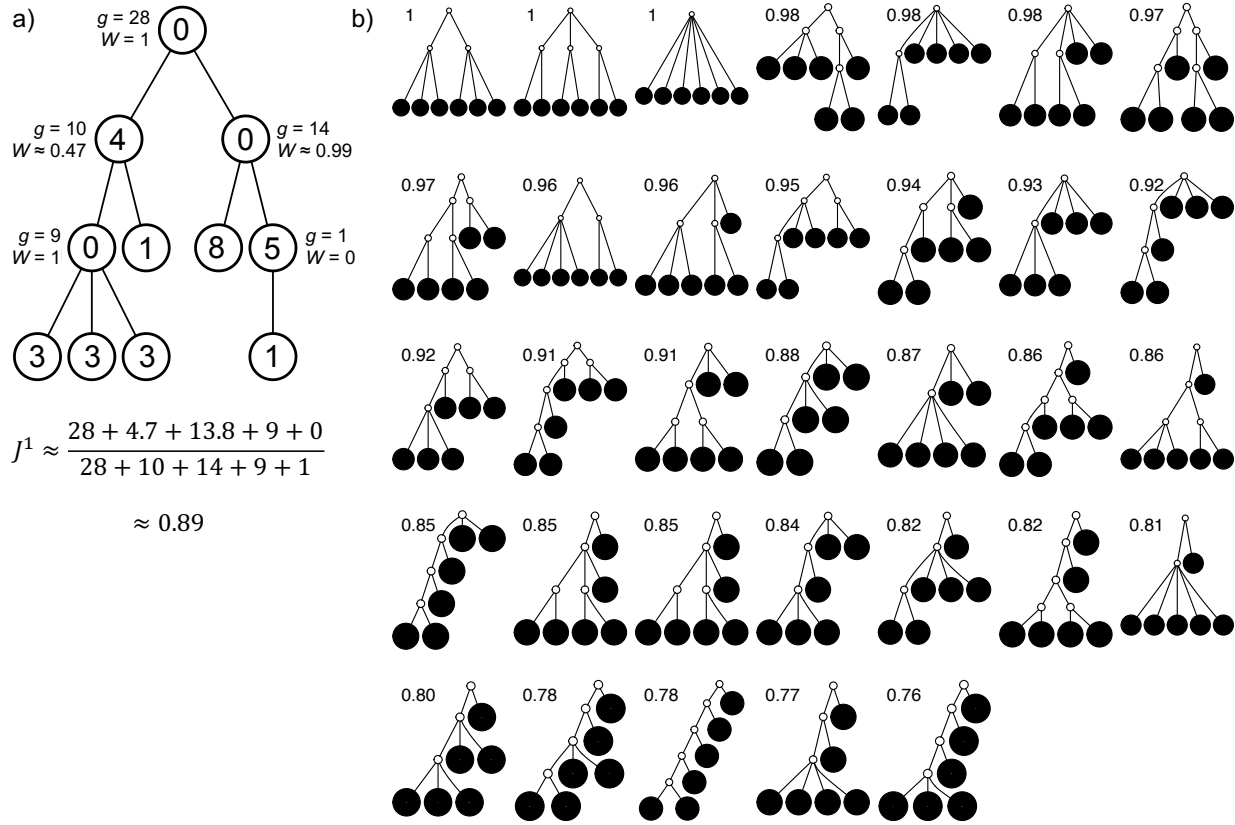 a)
g = 28
W = 1
0
g = 10
W ≈ 0.47
4
0
g = 14
W ≈ 0.99
g = 9
W = 1
0
1
8
5
g = 1
W = 0
3
3
3
1
J¹ ≈ (28 + 4.7 + 13.8 + 9 + 0) / (28 + 10 + 14 + 9 + 1)
≈ 0.89
b)
1 1 1 0.98 0.98 0.98 0.97
0.97 0.96 0.96 0.95 0.94 0.93 0.92
0.92 0.91 0.91 0.88 0.87 0.86 0.86
0.85 0.85 0.85 0.84 0.82 0.82 0.81
0.80 0.78 0.78 0.77 0.76